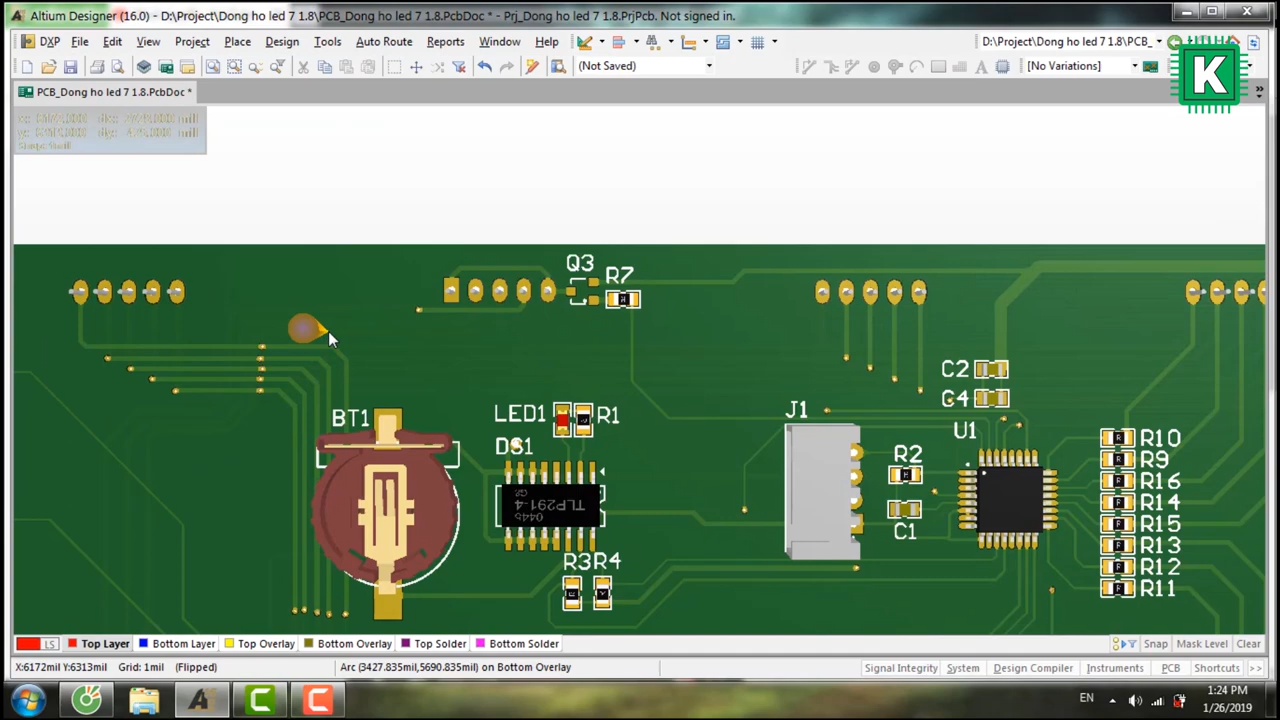 Altium Designer (16.0) - D:\Project\Dong ho led 7 1.8\PCB_Dong ho led 7 1.8.PcbDoc * - Prj_Dong ho led 7 1.8.PrjPcb. Not signed in.
DXP File Edit View Project Place Design Tools Auto Route Reports Window Help D:\Project\Dong ho led 7 1.8\PCB_
(Not Saved) [No Variations]
K
PCB_Dong ho led 7 1.8.PcbDoc *
Q3
R7
C2
C4
BT1
LED1 R1
J1
U1
R10
DS1
R2
R9
R16
TLP291-4
R14
C1
R15
R13
R3R4
R12
R11
LS Top Layer Bottom Layer Top Overlay Bottom Overlay Top Solder Bottom Solder Snap Mask Level Clear
X:6172mil Y:6313mil Grid: 1mil (Flipped) Arc (3427.835mil,5690.835mil) on Bottom Overlay Signal Integrity System Design Compiler Instruments PCB Shortcuts >>
EN 1:24 PM
1/26/2019